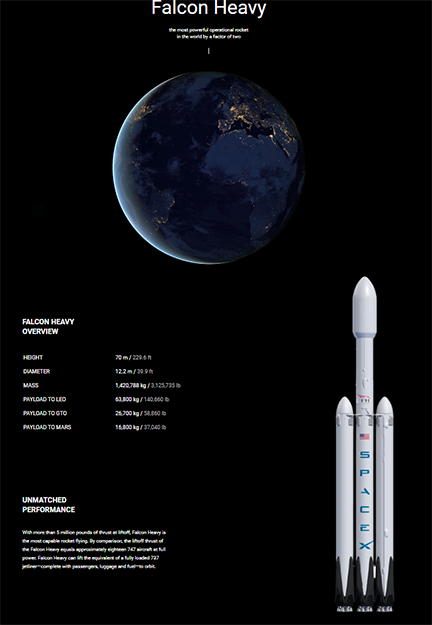 Falcon Heavy
the most powerful operational rocket
in the world by a factor of two
FALCON HEAVY
OVERVIEW
HEIGHT 70 m / 229.6 ft
DIAMETER 12.2 m / 39.9 ft
MASS 1,420,788 kg / 3,125,735 lb
PAYLOAD TO LEO 63,800 kg / 140,660 lb
PAYLOAD TO GTO 26,700 kg / 58,860 lb
PAYLOAD TO MARS 16,800 kg / 37,040 lb
SPACEX
UNMATCHED
PERFORMANCE
With more than 5 million pounds of thrust at liftoff, Falcon Heavy is
the most capable rocket flying. By comparison, the liftoff thrust of
the Falcon Heavy equals approximately eighteen 747 aircraft at full
power. Falcon Heavy can lift the equivalent of a fully loaded 737
jetliner—complete with passengers, luggage and fuel—to orbit.